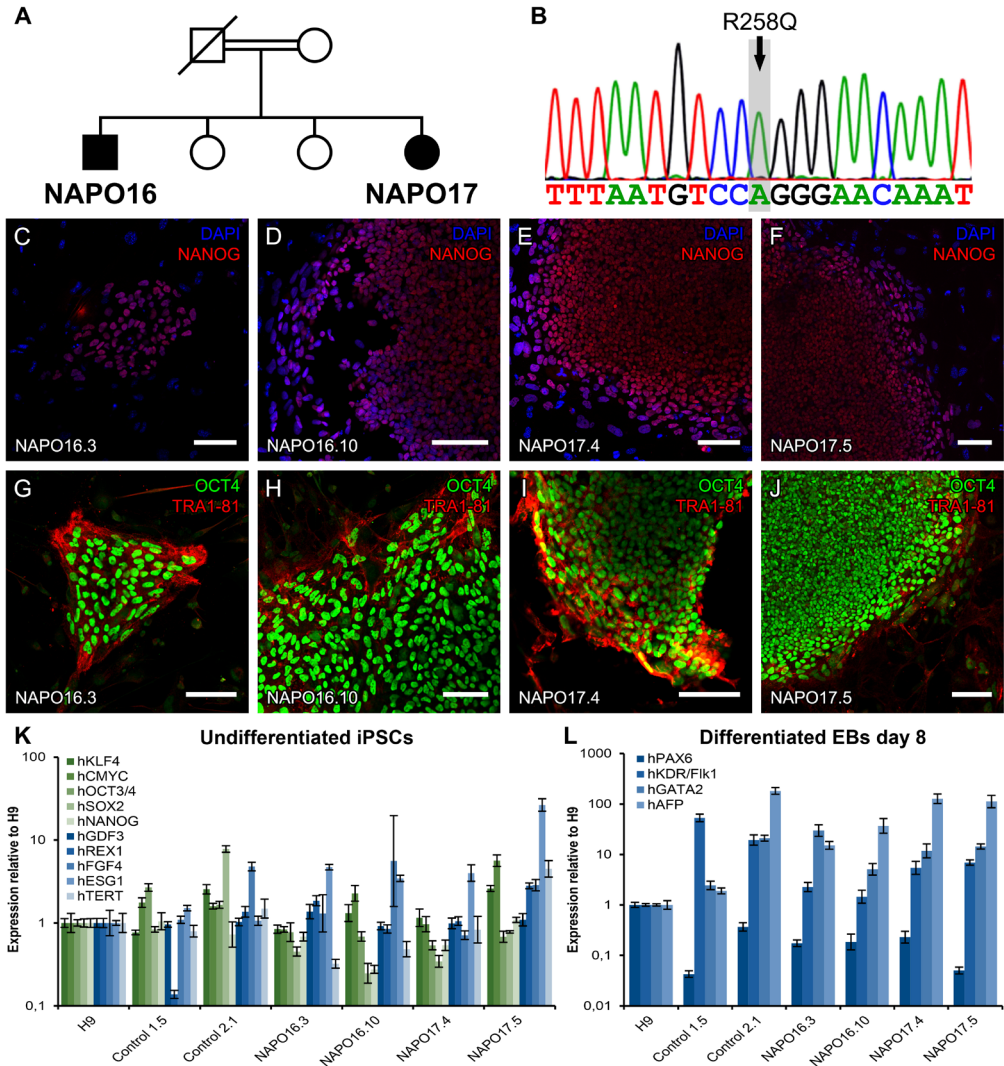 A
NAPO16
NAPO17
B
R258Q
TTTAATGTCCAGGGAACAAAT
C
DAPI
NANOG
NAPO16.3
D
DAPI
NANOG
NAPO16.10
E
DAPI
NANOG
NAPO17.4
F
DAPI
NANOG
NAPO17.5
G
OCT4
TRA1-81
NAPO16.3
H
OCT4
TRA1-81
NAPO16.10
I
OCT4
TRA1-81
NAPO17.4
J
OCT4
TRA1-81
NAPO17.5
K
Undifferentiated iPSCs
Expression relative to H9
100
10
1
0,1
hKLF4
hCMYC
hOCT3/4
hSOX2
hNANOG
hGDF3
hREX1
hFGF4
hESG1
hTERT
H9
Control 1.5
Control 2.1
NAPO16.3
NAPO16.10
NAPO17.4
NAPO17.5
L
Differentiated EBs day 8
Expression relative to H9
1000
100
10
1
0,1
0,01
hPAX6
hKDR/Flk1
hGATA2
hAFP
H9
Control 1.5
Control 2.1
NAPO16.3
NAPO16.10
NAPO17.4
NAPO17.5